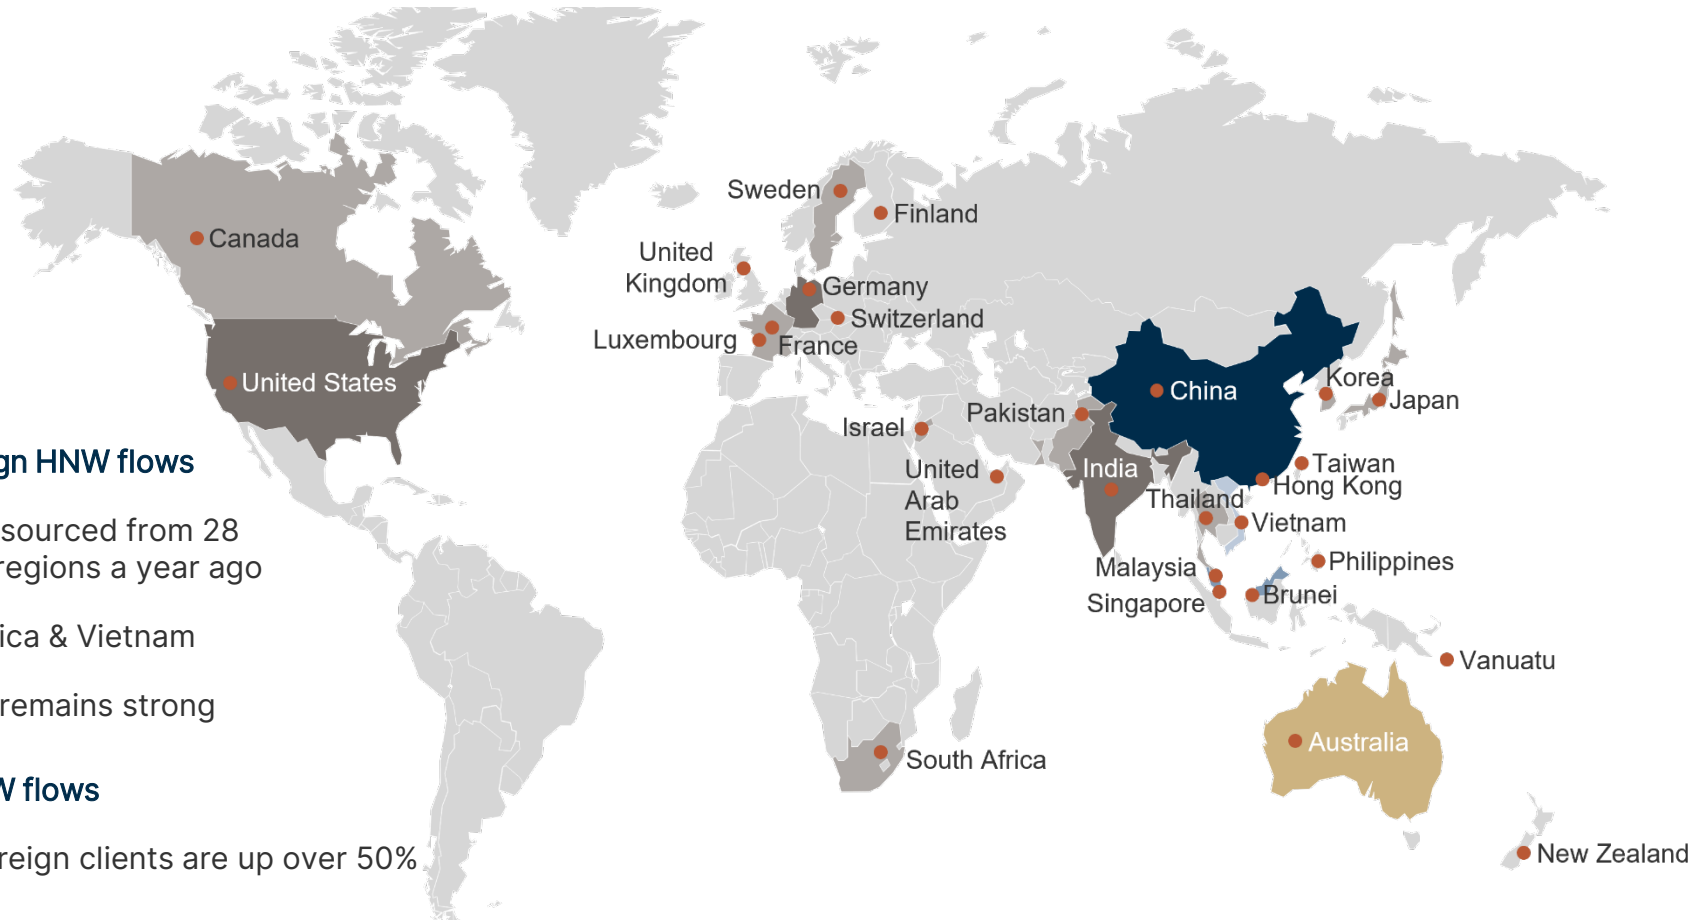 Sweden
Finland
Canada
United
Kingdom
Germany
Switzerland
Luxembourg
France
United States
China
Korea
Japan
Pakistan
Israel
India
United
Arab
Emirates
Taiwan
Hong Kong
Thailand
Vietnam
Malaysia
Singapore
Philippines
Brunei
Vanuatu
Australia
South Africa
New Zealand
gn HNW flows
sourced from 28
regions a year ago
ica & Vietnam
remains strong
W flows
reign clients are up over 50%